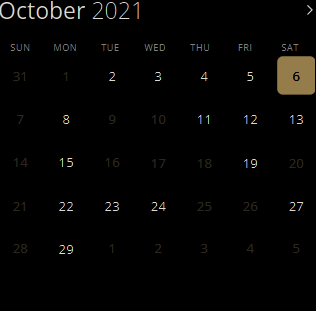 October 2021
SUN MON TUE WED THU FRI SAT
31 1 2 3 4 5 6
7 8 9 10 11 12 13
14 15 16 17 18 19 20
21 22 23 24 25 26 27
28 29 1 2 3 4 5